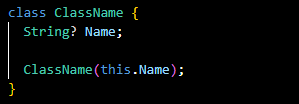 class ClassName {
String? Name;
ClassName(this.Name);
}